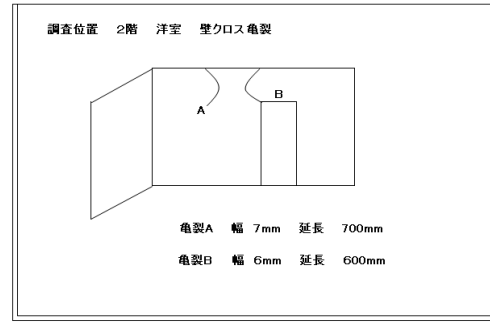 調査位置　２階　洋室　壁クロス亀裂
B
A
亀裂A　幅　7mm　延長　700mm
亀裂B　幅　6mm　延長　600mm